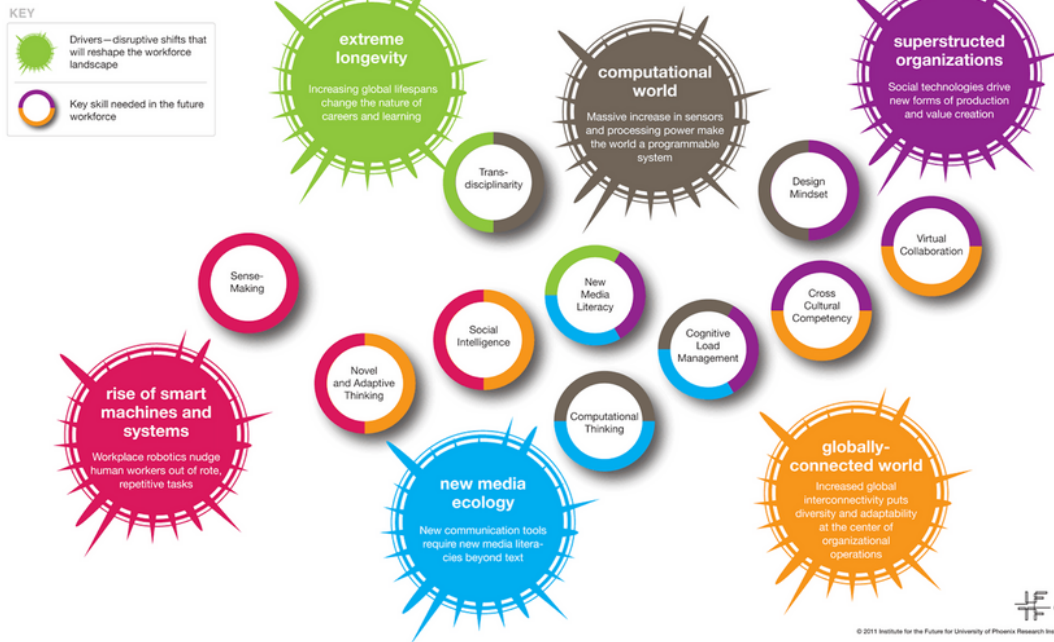 KEY
Drivers—disruptive shifts that
will reshape the workforce
landscape
Key skill needed in the future
workforce
extreme
longevity
Increasing global lifespans
change the nature of
careers and learning
computational
world
Massive increase in sensors
and processing power make
the world a programmable
system
superstructed
organizations
Social technologies drive
new forms of production
and value creation
Trans-
disciplinarity
Design
Mindset
Virtual
Collaboration
Sense-
Making
New
Media
Literacy
Cross
Cultural
Competency
Social
Intelligence
Cognitive
Load
Management
Novel
and Adaptive
Thinking
Computational
Thinking
rise of smart
machines and
systems
Workplace robotics nudge
human workers out of rote,
repetitive tasks
new media
ecology
New communication tools
require new media litera-
cies beyond text
globally-
connected world
Increased global
interconnectivity puts
diversity and adaptability
at the center of
organizational
operations
© 2011 Institute for the Future for University of Phoenix Research